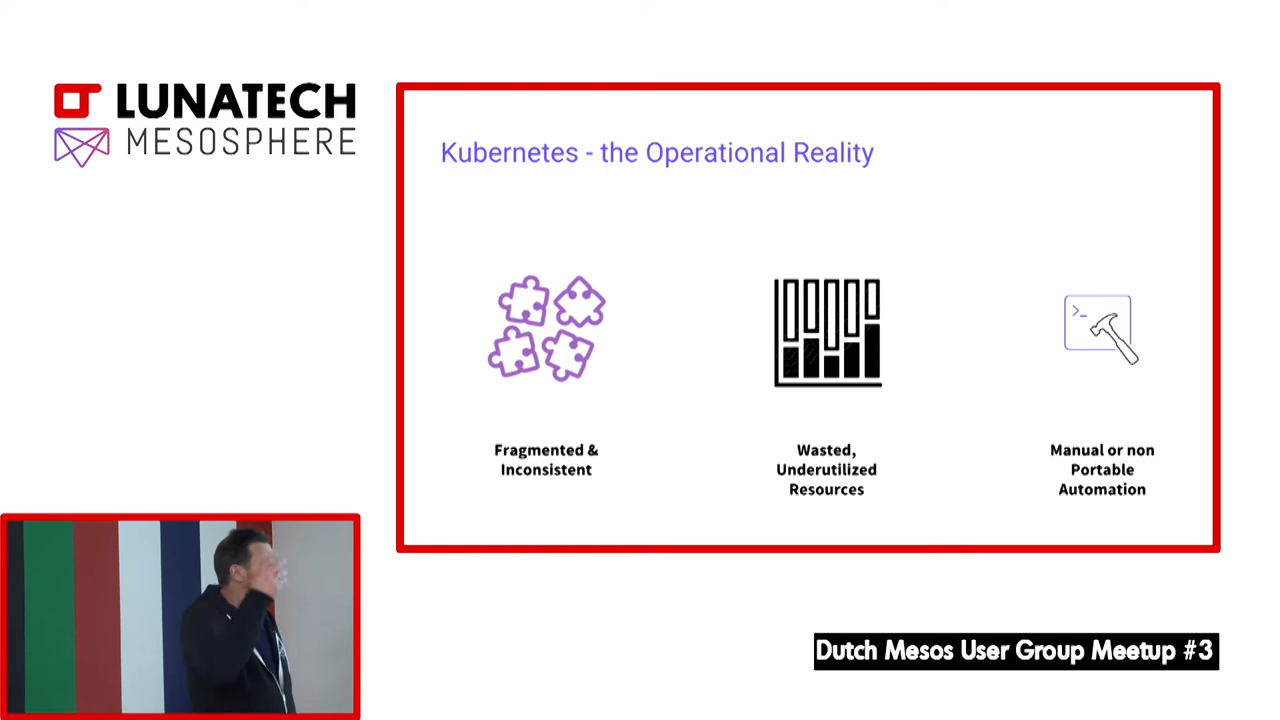 LUNATECH
MESOSPHERE
Kubernetes - the Operational Reality
Fragmented &
Inconsistent
Wasted,
Underutilized
Resources
Manual or non
Portable
Automation
Dutch Mesos User Group Meetup #3